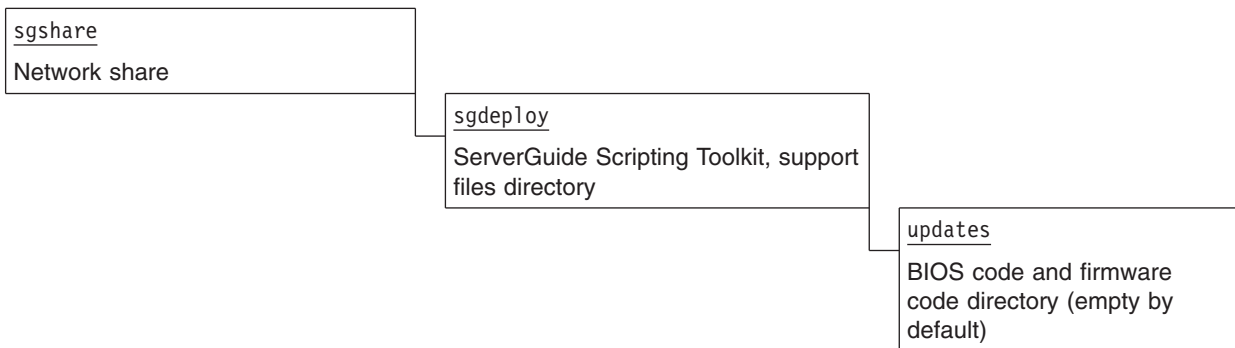 sgshare
Network share
sgdeploy
ServerGuide Scripting Toolkit, support
files directory
updates
BIOS code and firmware
code directory (empty by
default)